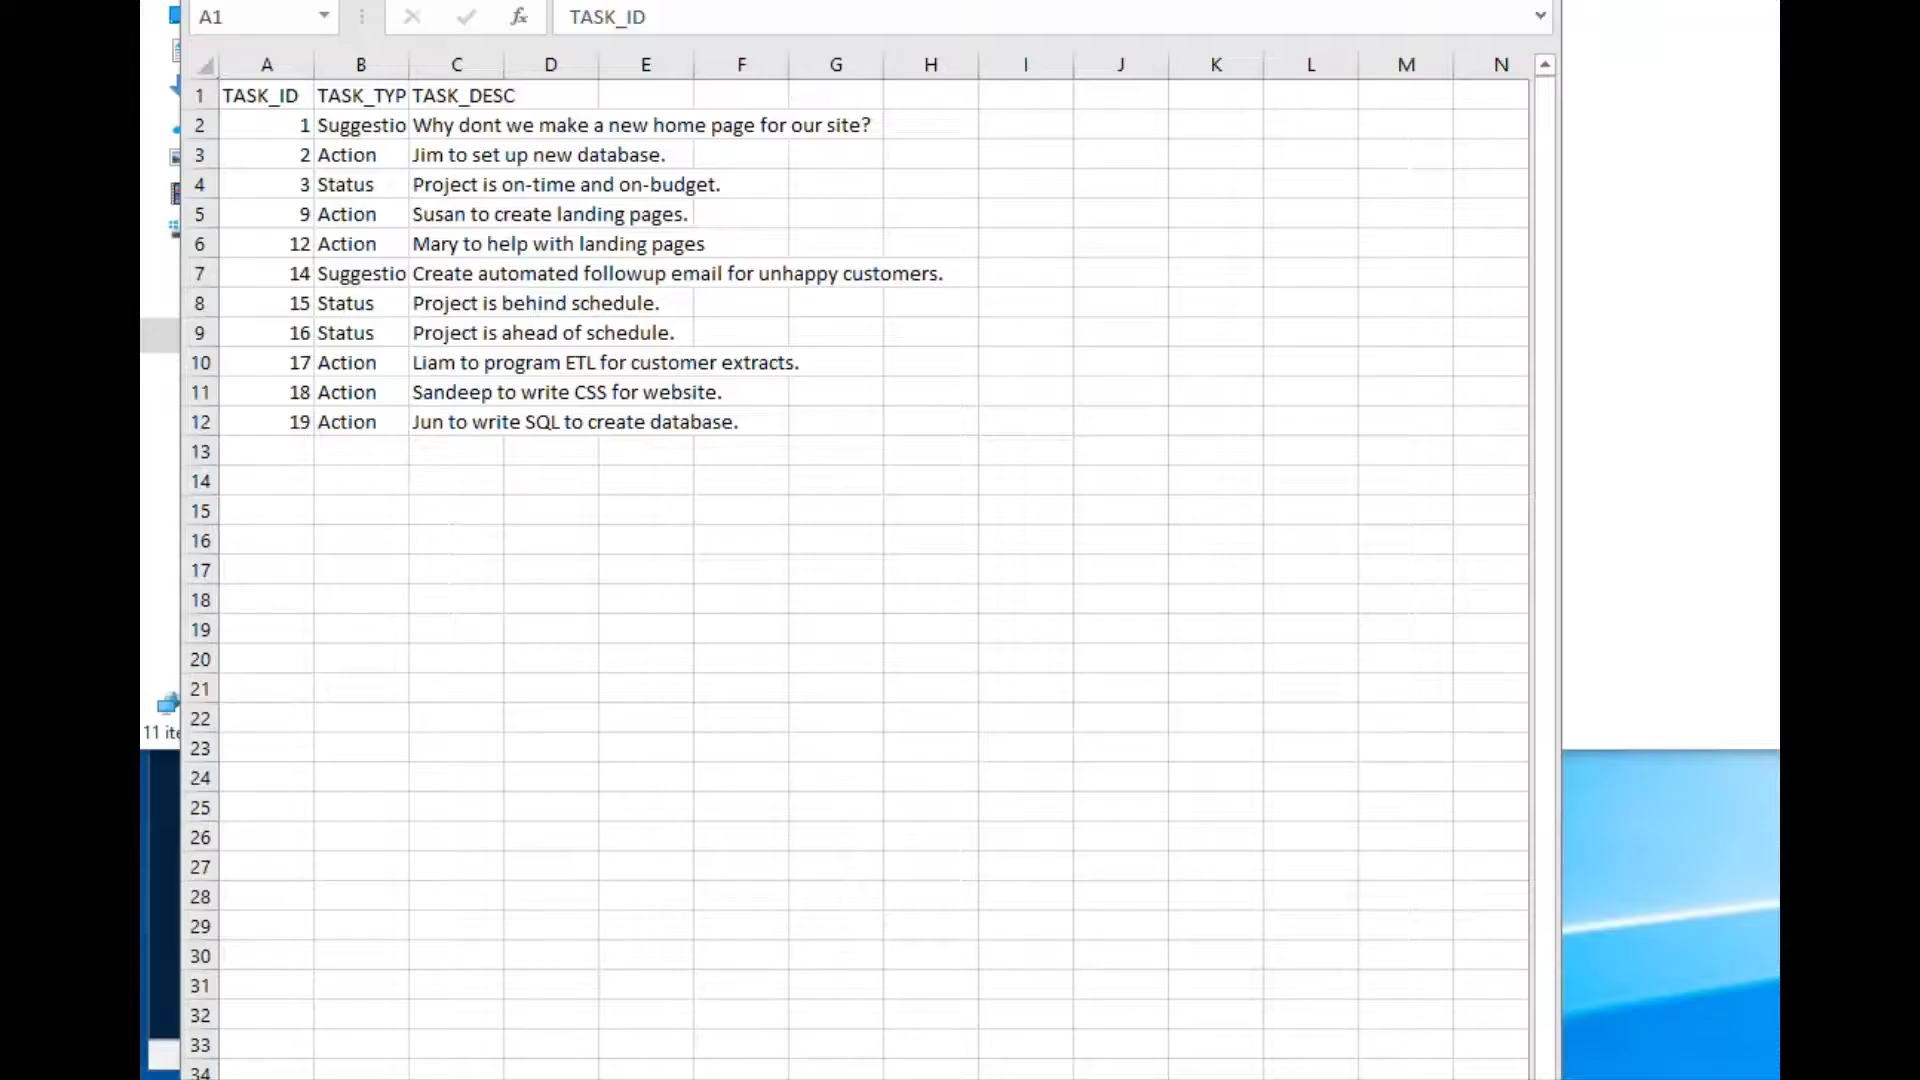 A1 fx TASK_ID
A B C D E F G H I J K L M N
1 TASK_ID TASK_TYP TASK_DESC
2 1 Suggestio Why dont we make a new home page for our site?
3 2 Action Jim to set up new database.
4 3 Status Project is on-time and on-budget.
5 9 Action Susan to create landing pages.
6 12 Action Mary to help with landing pages
7 14 Suggestio Create automated followup email for unhappy customers.
8 15 Status Project is behind schedule.
9 16 Status Project is ahead of schedule.
10 17 Action Liam to program ETL for customer extracts.
11 18 Action Sandeep to write CSS for website.
12 19 Action Jun to write SQL to create database.
13
14
15
16
17
18
19
20
21
22
11 ite
23
24
25
26
27
28
29
30
31
32
33
34